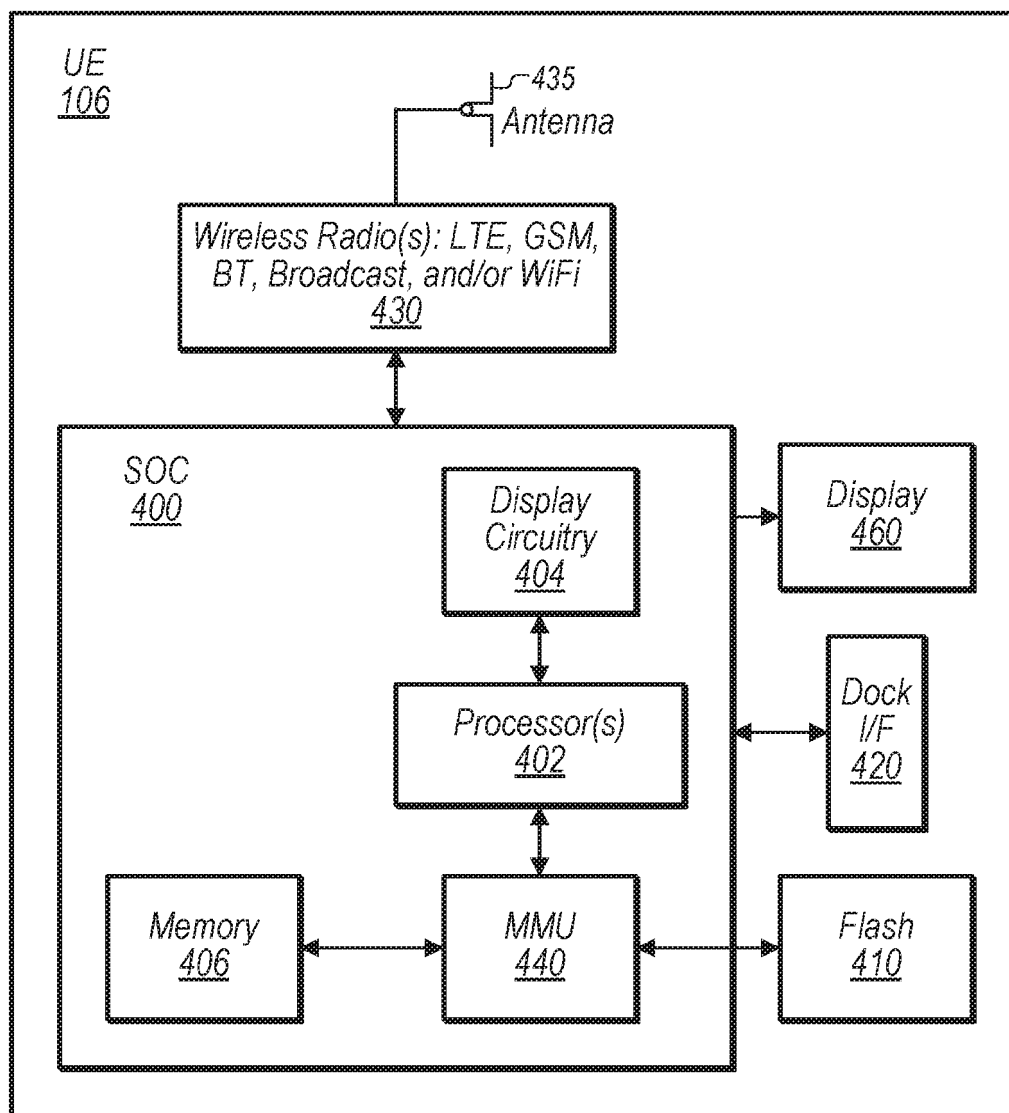 UE
106
435
Antenna
Wireless Radio(s): LTE, GSM,
BT, Broadcast, and/or WiFi
430
SOC
400
Display
Circuitry
404
Display
460
Processor(s)
402
Dock
I/F
420
Memory
406
MMU
440
Flash
410